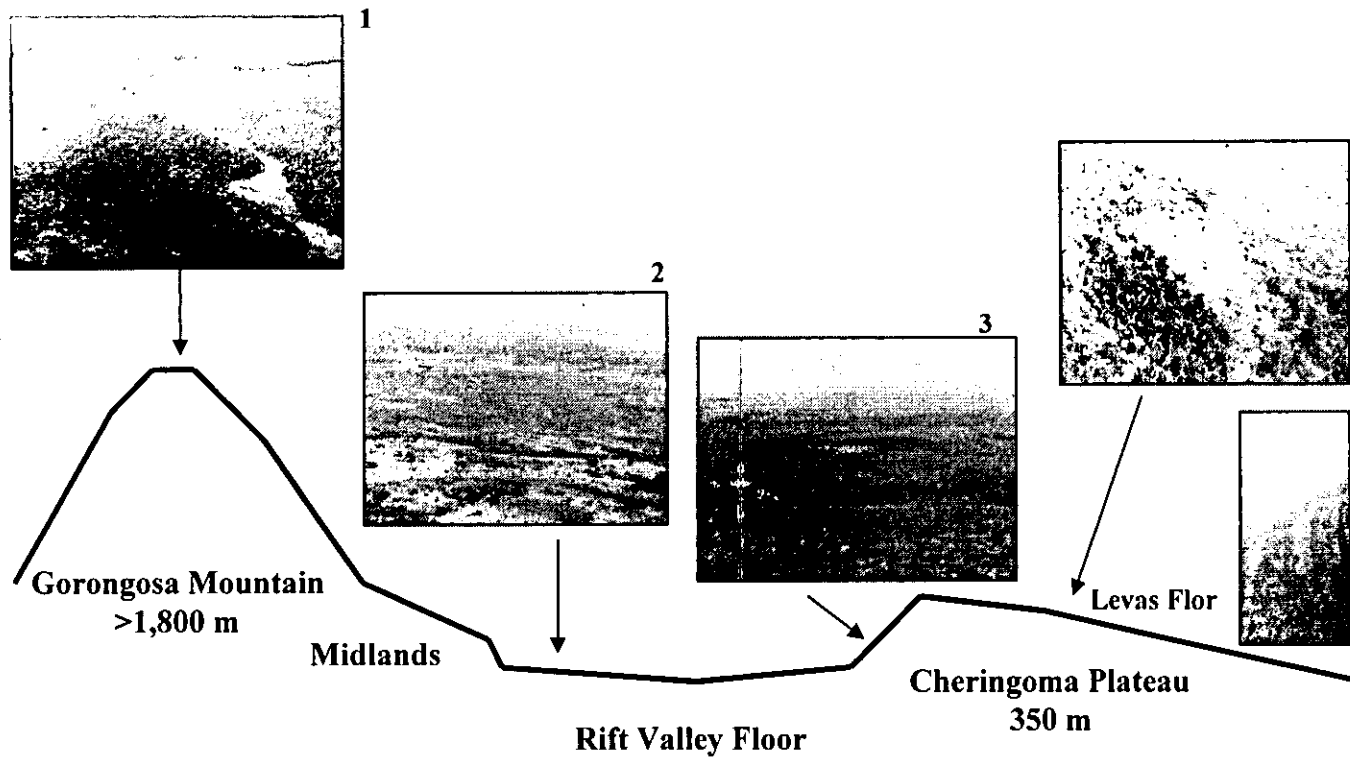 1
2
3
Gorongosa Mountain
>1,800 m
Midlands
Rift Valley Floor
Levas Flor
Cheringoma Plateau
350 m